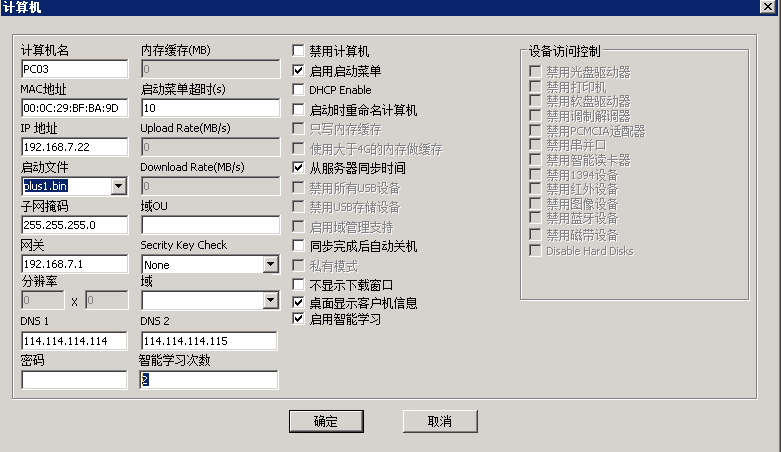 计算机
计算机名
PC03
MAC地址
00:0C:29:BF:BA:9D
IP 地址
192.168.7.22
启动文件
plus1.bin
子网掩码
255.255.255.0
网关
192.168.7.1
分辨率
0 x 0
DNS 1
114.114.114.114
密码
内存缓存(MB)
0
启动菜单超时(s)
10
Upload Rate(MB/s)
0
Download Rate(MB/s)
0
域OU
Secrity Key Check
None
域
DNS 2
114.114.114.115
智能学习次数
2
禁用计算机
启用启动菜单
DHCP Enable
启动时重命名计算机
只写内存缓存
使用大于4G的内存做缓存
从服务器同步时间
禁用所有USB设备
禁用USB存储设备
启用域管理支持
同步完成后自动关机
私有模式
不显示下载窗口
桌面显示客户机信息
启用智能学习
设备访问控制
禁用光盘驱动器
禁用打印机
禁用软盘驱动器
禁用调制解调器
禁用PCMCIA适配器
禁用串并口
禁用智能读卡器
禁用1394设备
禁用红外设备
禁用图像设备
禁用蓝牙设备
禁用磁带设备
Disable Hard Disks
确定
取消